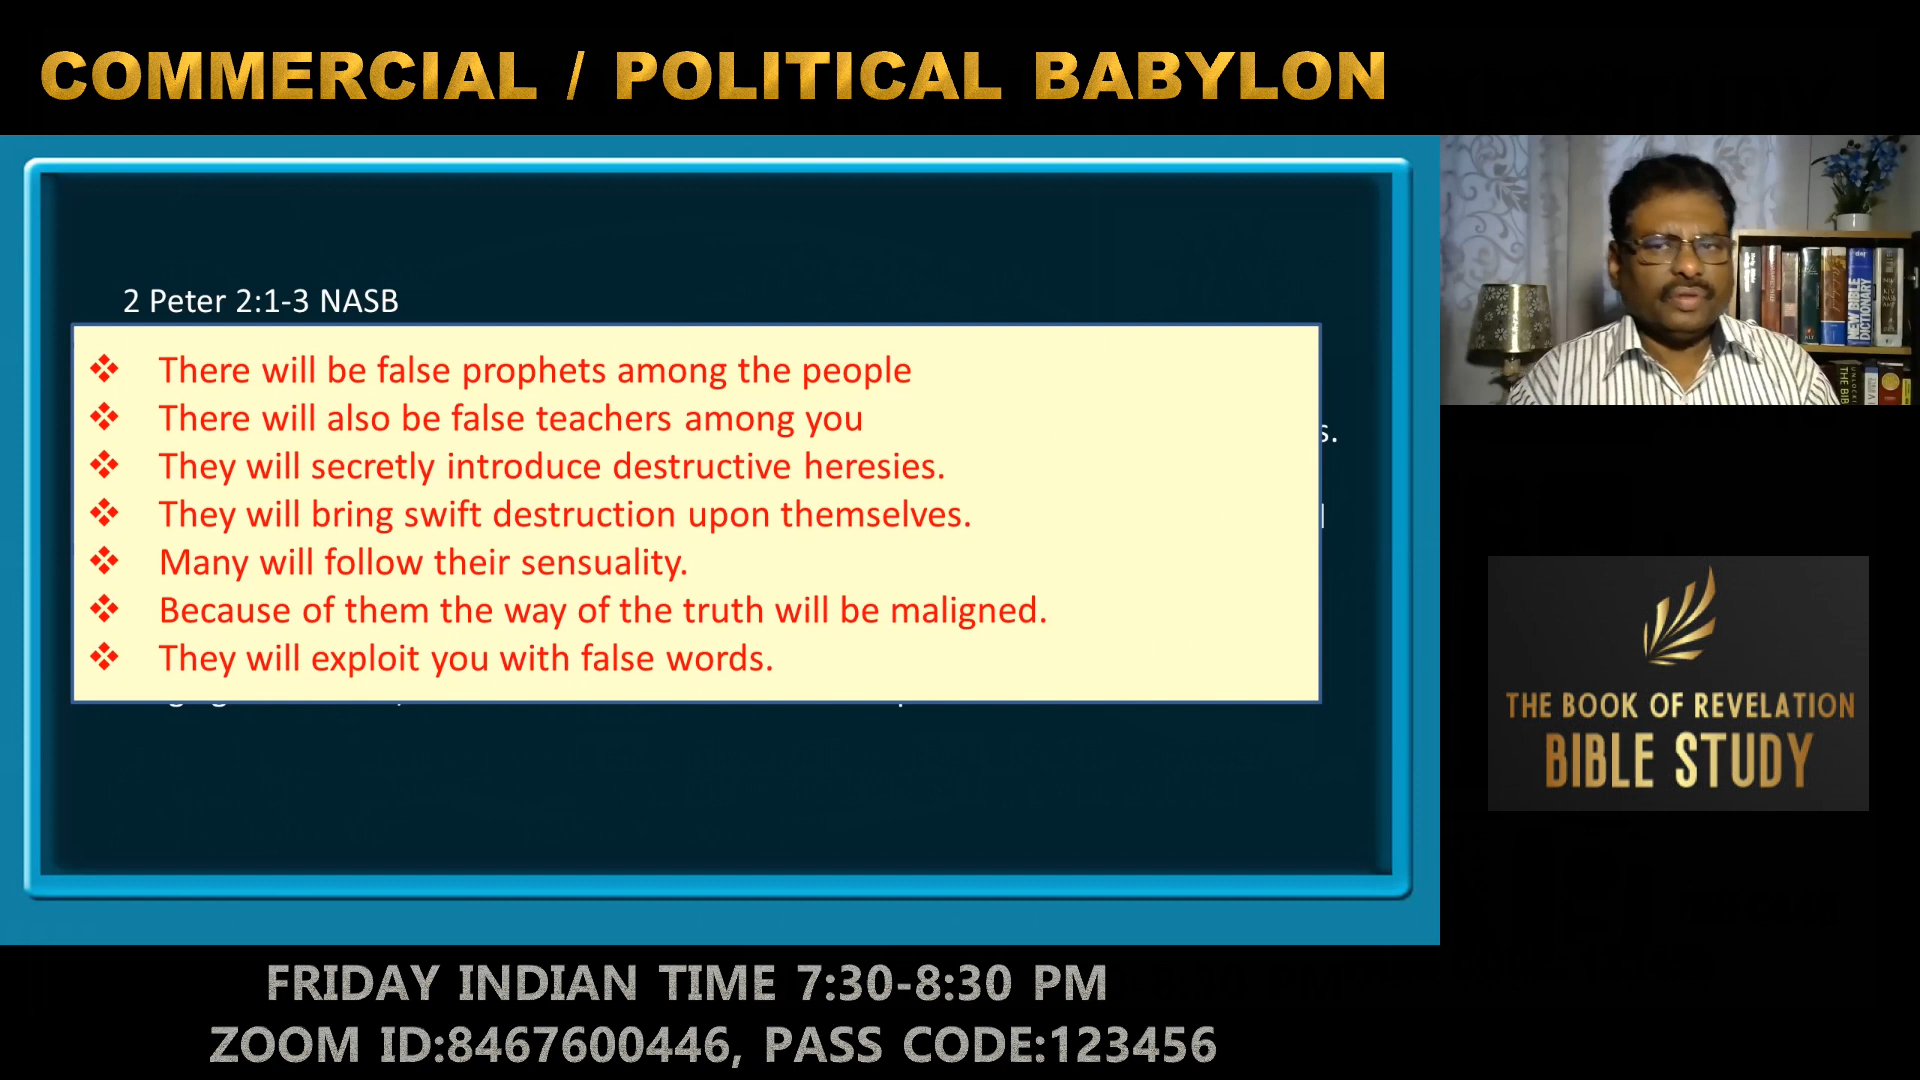 COMMERCIAL / POLITICAL BABYLON
2 Peter 2:1-3 NASB
❖ There will be false prophets among the people
❖ There will also be false teachers among you
❖ They will secretly introduce destructive heresies.
❖ They will bring swift destruction upon themselves.
❖ Many will follow their sensuality.
❖ Because of them the way of the truth will be maligned.
❖ They will exploit you with false words.
NEW BIBLE
DICTIONARY
THE BOOK OF REVELATION
BIBLE STUDY
FRIDAY INDIAN TIME 7:30-8:30 PM
ZOOM ID:8467600446, PASS CODE:123456